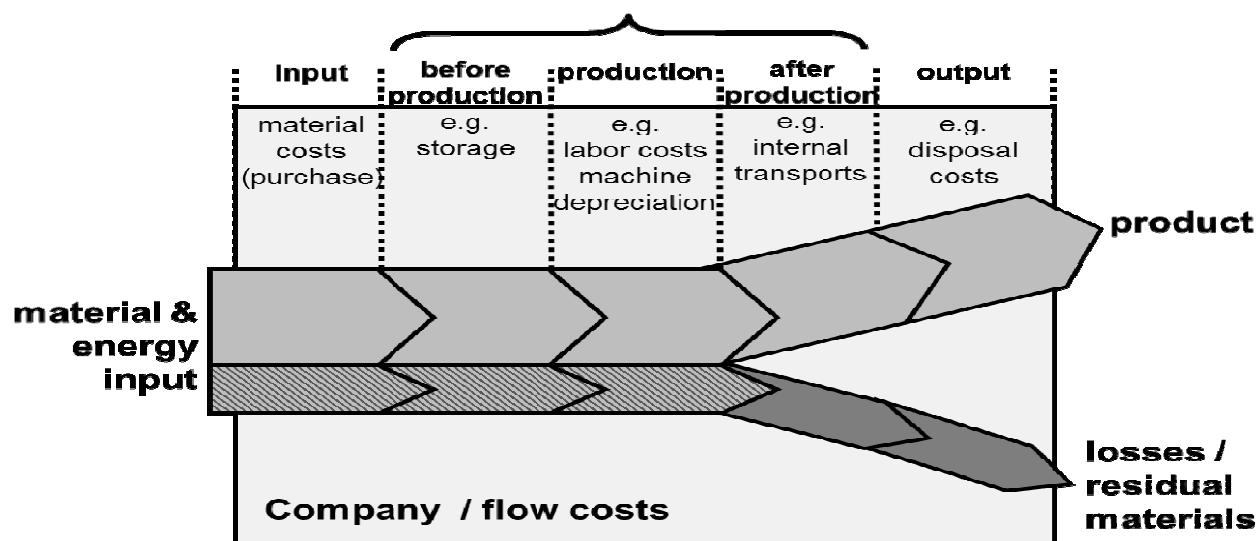 input
before
production
production
after
production
output
material
costs
(purchase)
e.g.
storage
e.g.
labor costs
machine
depreciation
e.g.
internal
transports
e.g.
disposal
costs
product
material &
energy
input
losses /
residual
materials
Company / flow costs